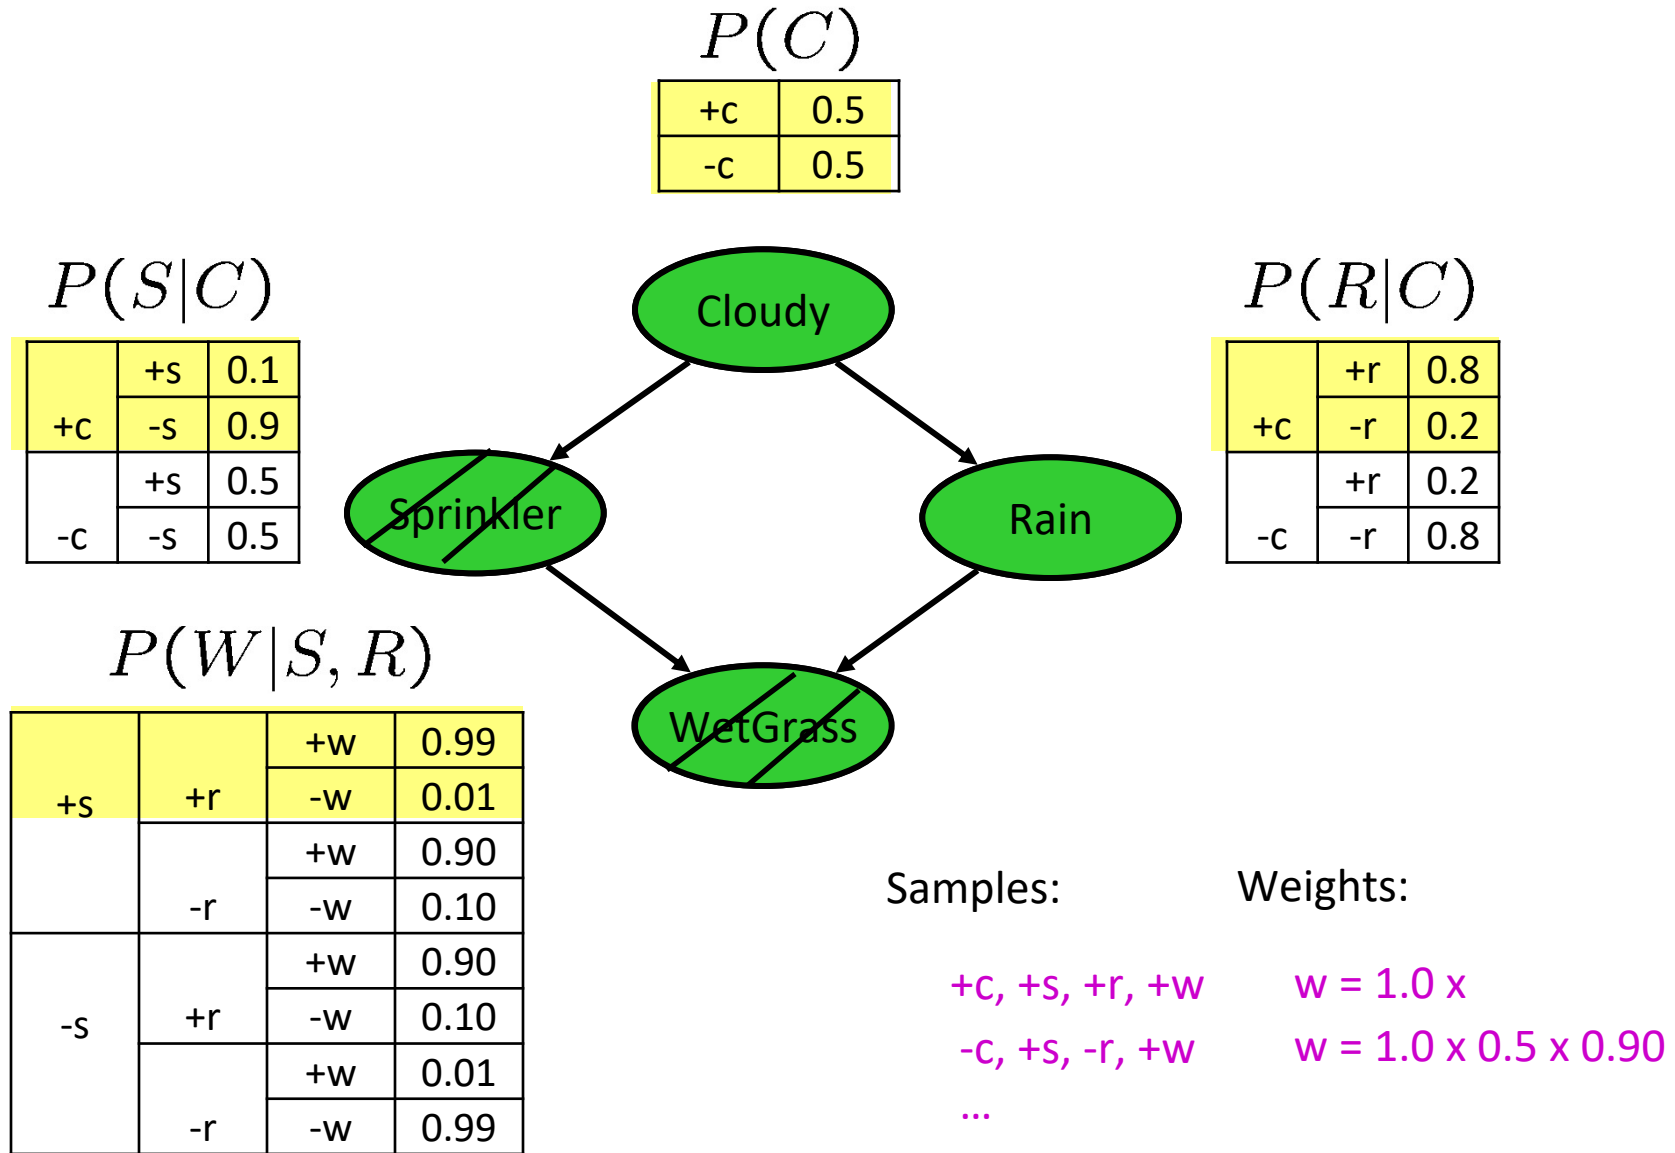 P(C)
+c 0.5
-c 0.5
P(S|C)
+s 0.1
+c -s 0.9
+s 0.5
-c -s 0.5
Cloudy
P(R|C)
+r 0.8
+c -r 0.2
+r 0.2
-c -r 0.8
Sprinkler
Rain
P(W|S, R)
+w 0.99
+s +r -w 0.01
+w 0.90
-r -w 0.10
+w 0.90
-s +r -w 0.10
+w 0.01
-r -w 0.99
WetGrass
Samples: Weights:
+c, +s, +r, +w w = 1.0 x
-c, +s, -r, +w w = 1.0 x 0.5 x 0.90
...